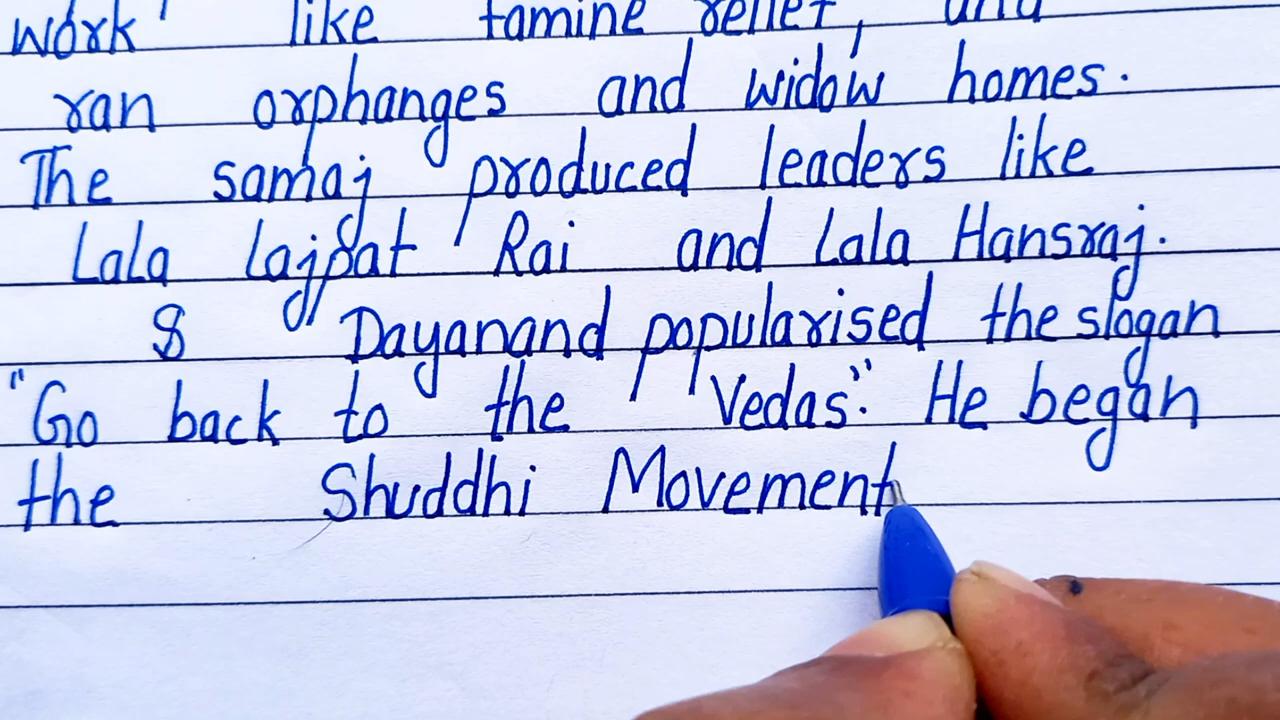 work like famine relief, and
ran orphanges and widow homes.
The samaj produced leaders like
Lala Lajpat Rai and Lala Hansraj.
S Dayanand popularised the slogan
"Go back to the Vedas". He began
the Shuddhi Movement